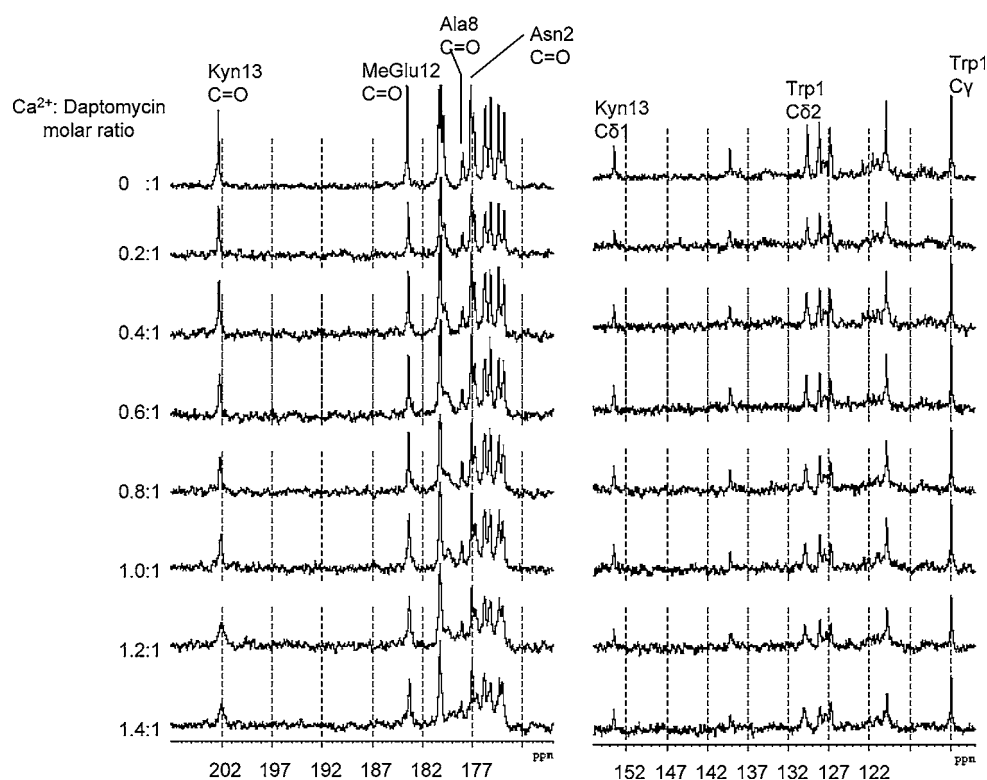 Ala8
C=O
Asn2
C=O
Trp1
Cγ
Kyn13
C=O
MeGlu12
C=O
Trp1
Cδ2
Kyn13
Cδ1
Ca²⁺: Daptomycin
molar ratio
0 :1
0.2:1
0.4:1
0.6:1
0.8:1
1.0:1
1.2:1
1.4:1
ppm
ppm
202 197 192 187 182 177
152 147 142 137 132 127 122